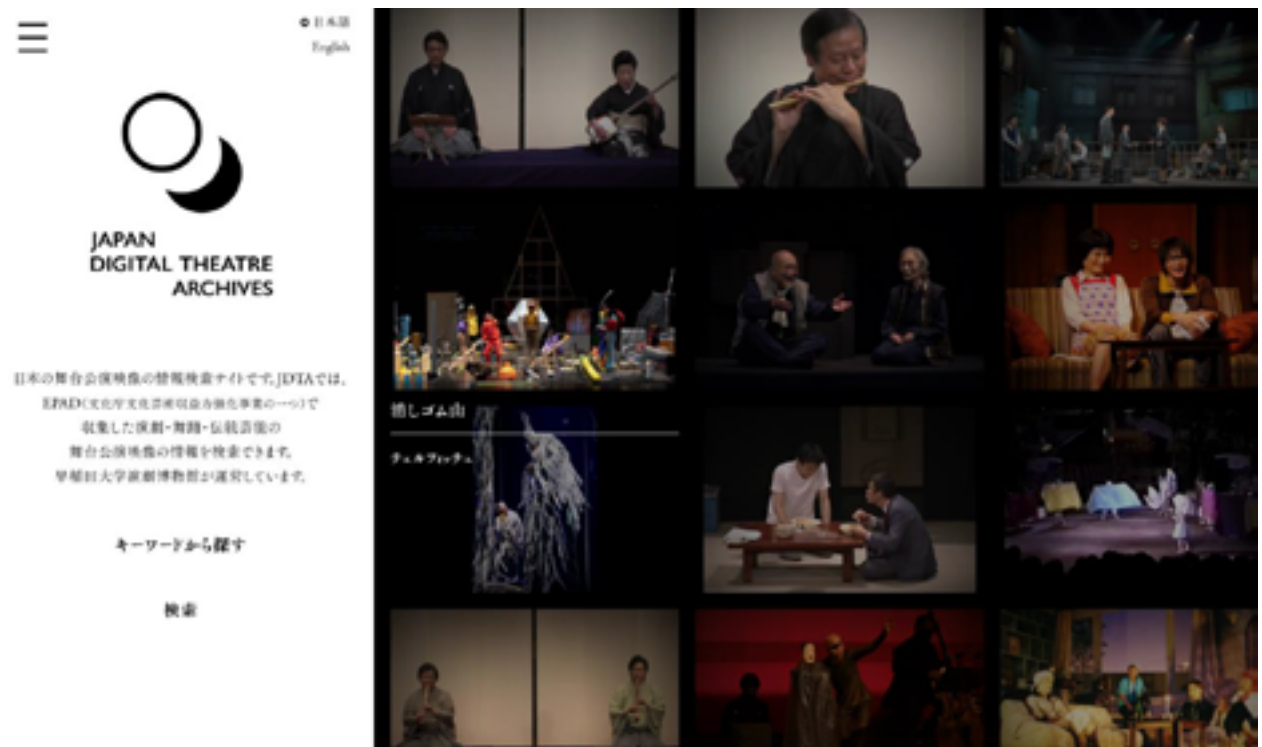 日本語
English
JAPAN
DIGITAL THEATRE
ARCHIVES
日本の舞台公演映像の情報検索サイトです。JDTAでは、
EPAD（文化庁文化芸術収益力強化事業の一つ）で
収集した演劇・舞踊・伝統芸能の
舞台公演映像の情報を検索できます。
早稲田大学演劇博物館が運営しています。
キーワードから探す
検索
消しゴム山
チェルフィッチュ